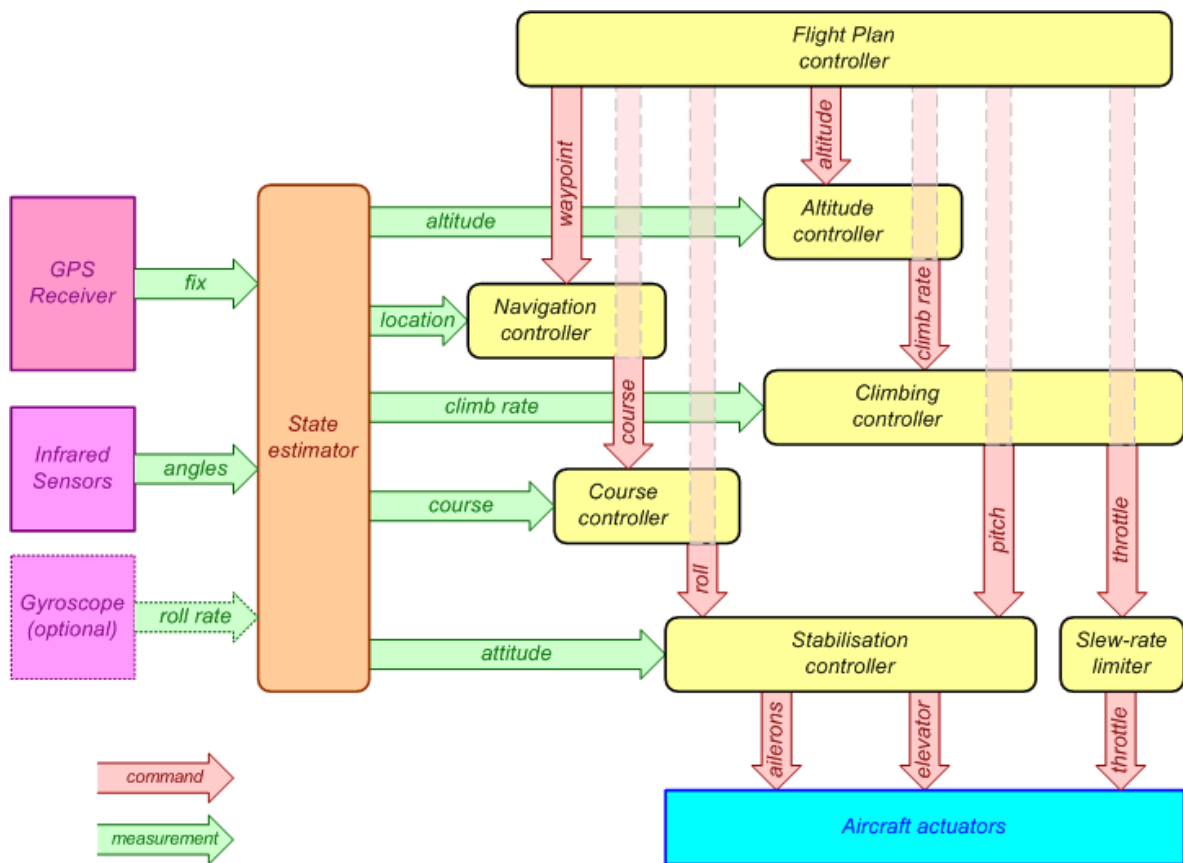 Flight Plan
controller
waypoint
altitude
GPS
Receiver
fix
altitude
Altitude
controller
location
Navigation
controller
climb rate
State
estimator
climb rate
Climbing
controller
course
Infrared
Sensors
angles
course
Course
controller
roll
pitch
throttle
Gyroscope
(optional)
roll rate
attitude
Stabilisation
controller
Slew-rate
limiter
ailerons
elevator
throttle
command
measurement
Aircraft actuators